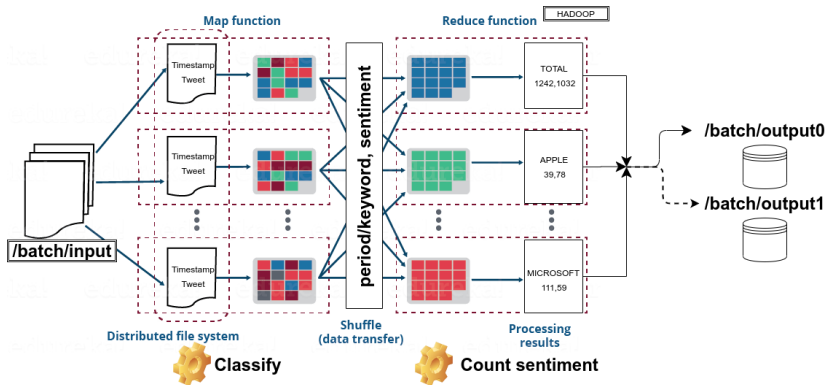 Map function
Reduce function
HADOOP
Timestamp
Tweet
Timestamp
Tweet
Timestamp
Tweet
/batch/input
period/keyword, sentiment
TOTAL
1242,1032
APPLE
39,78
MICROSOFT
111,59
/batch/output0
/batch/output1
Distributed file system
Shuffle
(data transfer)
Processing
results
Classify
Count sentiment